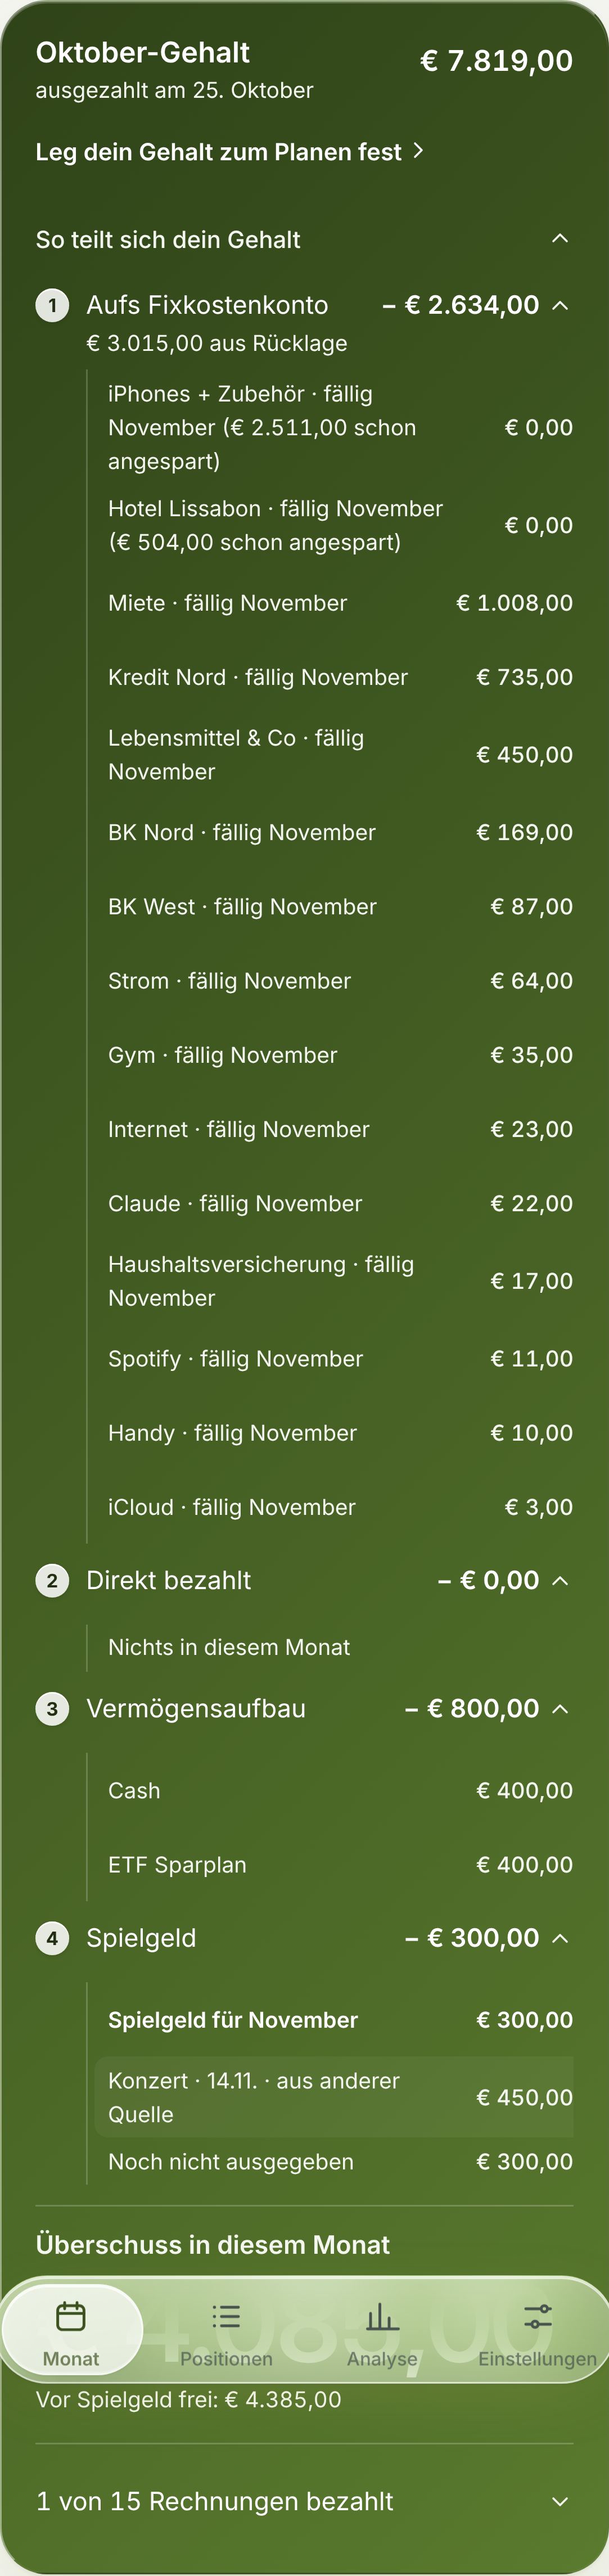 Oktober-Gehalt
€ 7.819,00
ausgezahlt am 25. Oktober
Leg dein Gehalt zum Planen fest
So teilt sich dein Gehalt
1 Aufs Fixkostenkonto – € 2.634,00
€ 3.015,00 aus Rücklage
iPhones + Zubehör · fällig
November (€ 2.511,00 schon
angespart)
€ 0,00
Hotel Lissabon · fällig November
(€ 504,00 schon angespart)
€ 0,00
Miete · fällig November € 1.008,00
Kredit Nord · fällig November € 735,00
Lebensmittel & Co · fällig
November
€ 450,00
BK Nord · fällig November € 169,00
BK West · fällig November € 87,00
Strom · fällig November € 64,00
Gym · fällig November € 35,00
Internet · fällig November € 23,00
Claude · fällig November € 22,00
Haushaltsversicherung · fällig
November
€ 17,00
Spotify · fällig November € 11,00
Handy · fällig November € 10,00
iCloud · fällig November € 3,00
2 Direkt bezahlt – € 0,00
Nichts in diesem Monat
3 Vermögensaufbau – € 800,00
Cash € 400,00
ETF Sparplan € 400,00
4 Spielgeld – € 300,00
Spielgeld für November € 300,00
Konzert · 14.11. · aus anderer
Quelle
€ 450,00
Noch nicht ausgegeben € 300,00
Überschuss in diesem Monat
4.085,00
Monat Positionen Analyse Einstellungen
Vor Spielgeld frei: € 4.385,00
1 von 15 Rechnungen bezahlt